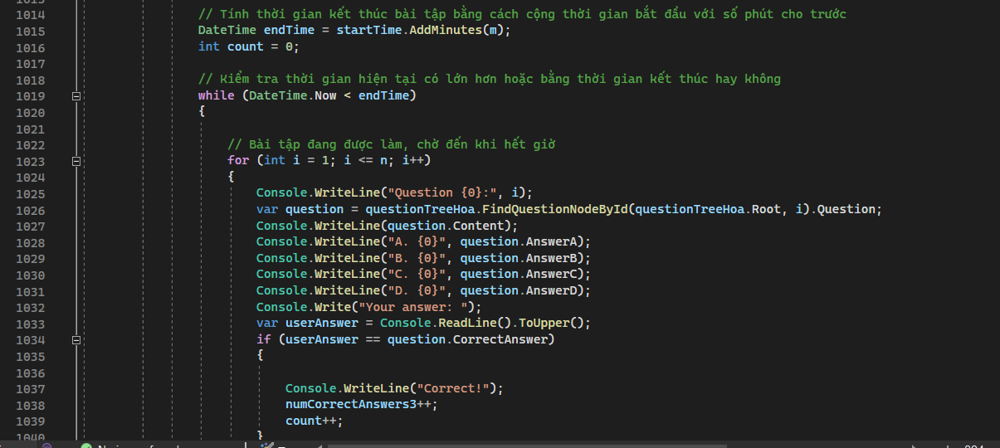 1014 // Tính thời gian kết thúc bài tập bằng cách cộng thời gian bắt đầu với số phút cho trước
1015 DateTime endTime = startTime.AddMinutes(m);
1016 int count = 0;
1017
1018 // Kiểm tra thời gian hiện tại có lớn hơn hoặc bằng thời gian kết thúc hay không
1019 while (DateTime.Now < endTime)
1020 {
1021
1022 // Bài tập đang được làm, chờ đến khi hết giờ
1023 for (int i = 1; i <= n; i++)
1024 {
1025 Console.WriteLine("Question {0}:", i);
1026 var question = questionTreeHoa.FindQuestionNodeById(questionTreeHoa.Root, i).Question;
1027 Console.WriteLine(question.Content);
1028 Console.WriteLine("A. {0}", question.AnswerA);
1029 Console.WriteLine("B. {0}", question.AnswerB);
1030 Console.WriteLine("C. {0}", question.AnswerC);
1031 Console.WriteLine("D. {0}", question.AnswerD);
1032 Console.Write("Your answer: ");
1033 var userAnswer = Console.ReadLine().ToUpper();
1034 if (userAnswer == question.CorrectAnswer)
1035 {
1036
1037 Console.WriteLine("Correct!");
1038 numCorrectAnswers3++;
1039 count++;
1040 }